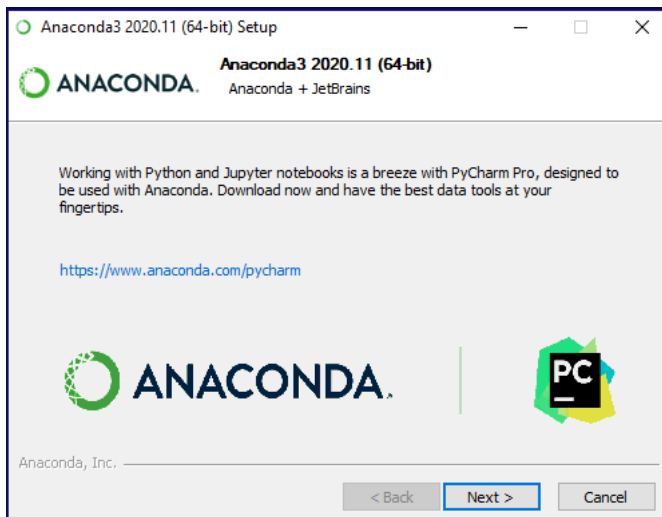 Anaconda3 2020.11 (64-bit) Setup
ANACONDA.
Anaconda3 2020.11 (64-bit)
Anaconda + JetBrains
Working with Python and Jupyter notebooks is a breeze with PyCharm Pro, designed to
be used with Anaconda. Download now and have the best data tools at your
fingertips.
https://www.anaconda.com/pycharm
ANACONDA.
PC
Anaconda, Inc.
< Back
Next >
Cancel